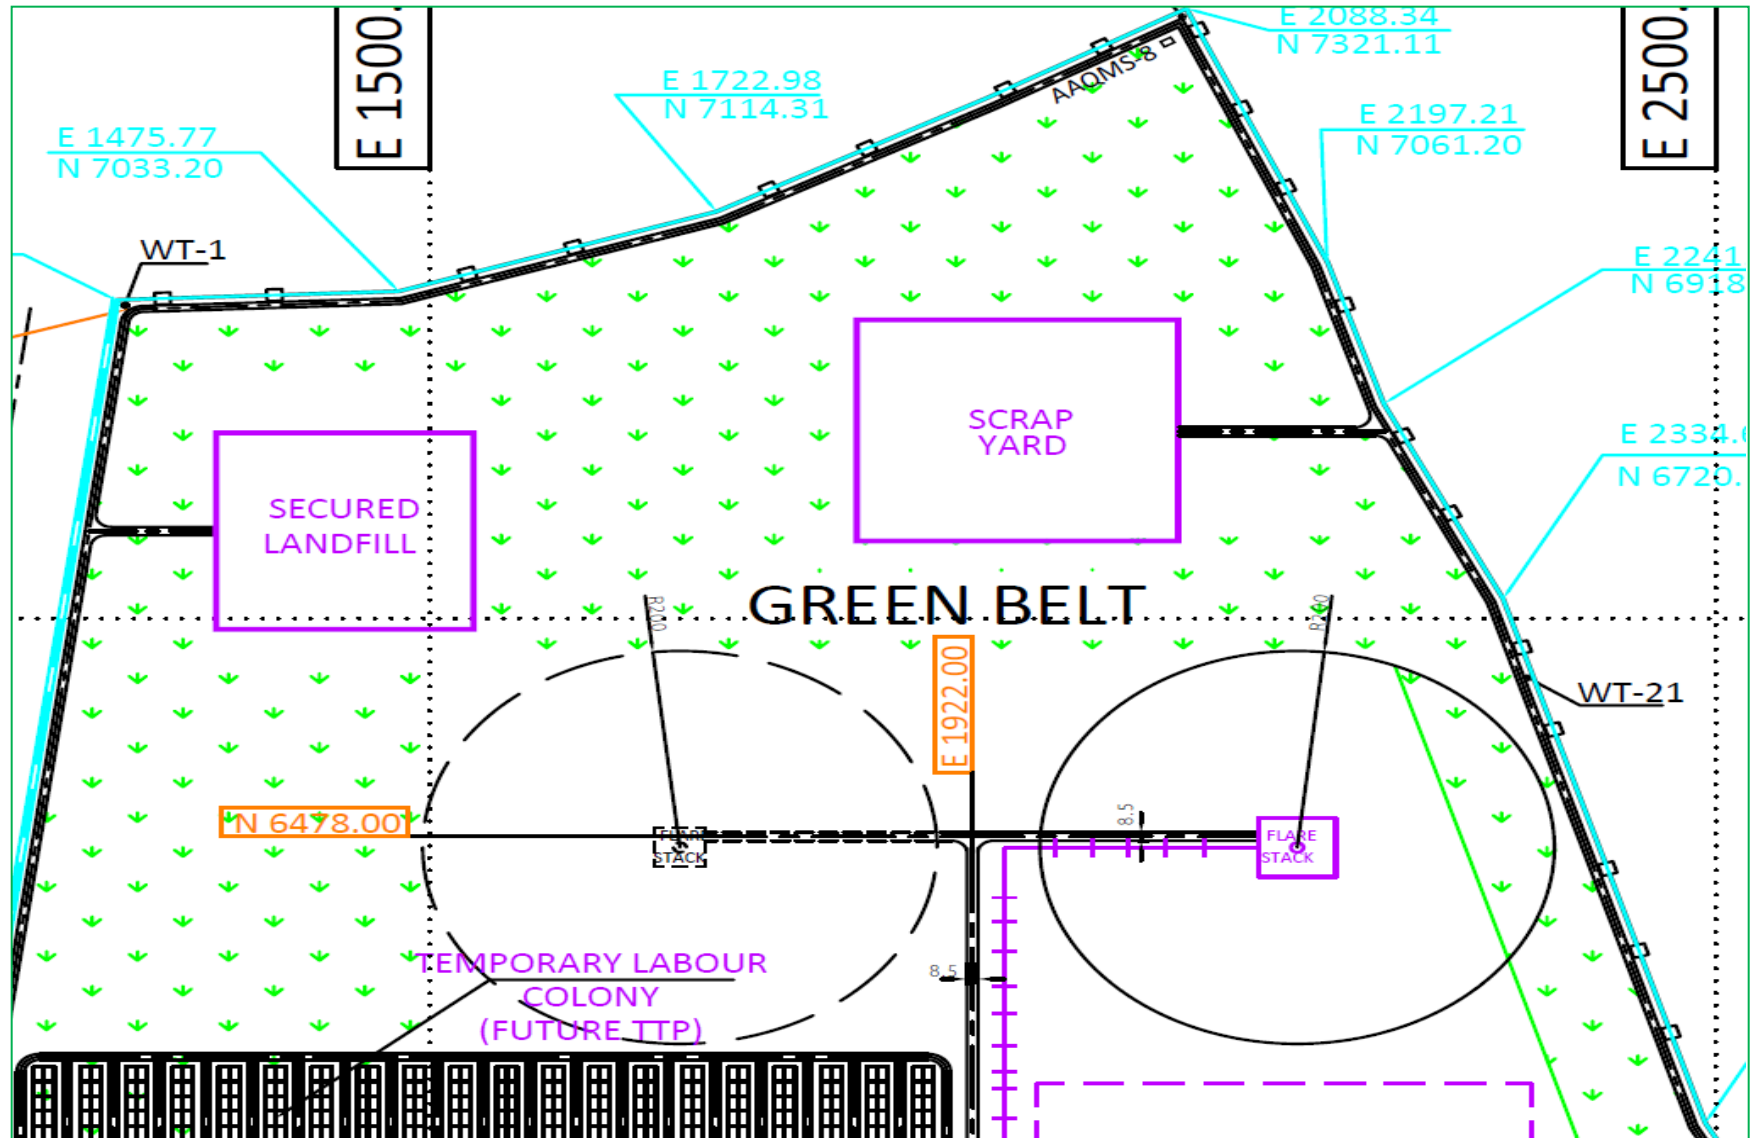 E 1500.
E 2088.34
N 7321.11
E 2500.
E 1722.98
N 7114.31
AAQMS-8
E 2197.21
N 7061.20
E 1475.77
N 7033.20
WT-1
E 2241
N 6918
SCRAP
YARD
E 2334.
N 6720.
SECURED
LANDFILL
GREEN BELT
R200
R200
E 1922.00
WT-21
N 6478.00
8.5
FLARE
STACK
FLARE
STACK
8.5
TEMPORARY LABOUR
COLONY
(FUTURE TTP)